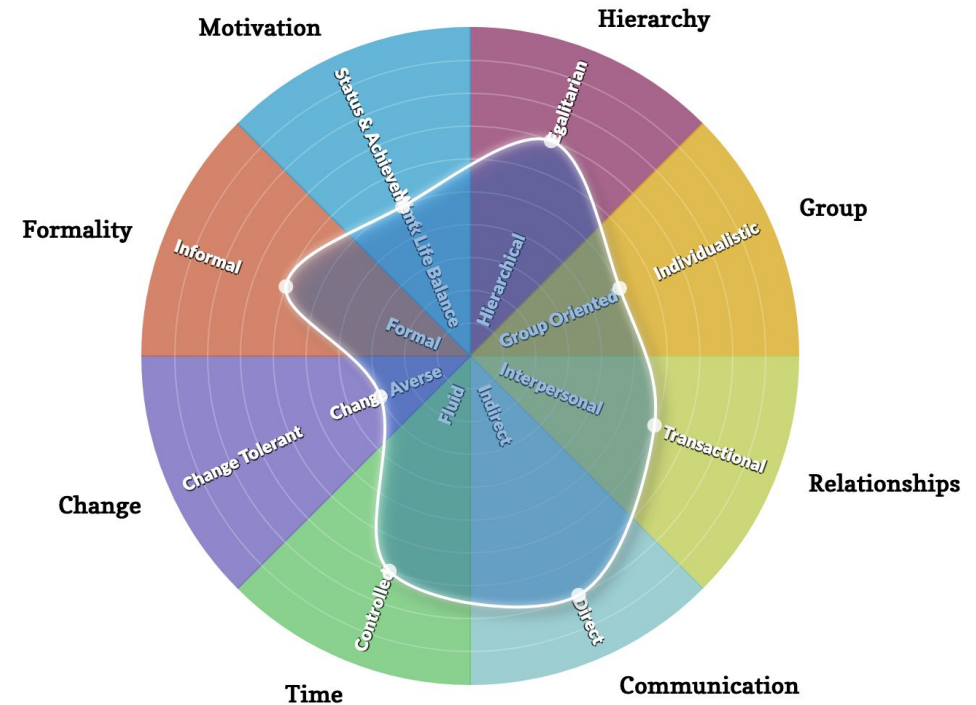 Motivation
Hierarchy
Status & Achievement
Egalitarian
Work Life Balance
Hierarchical
Group
Individualistic
Group Oriented
Formality
Informal
Formal
Interpersonal
Transactional
Relationships
Change Averse
Change Tolerant
Change
Fluid
Controlled
Time
Indirect
Direct
Communication